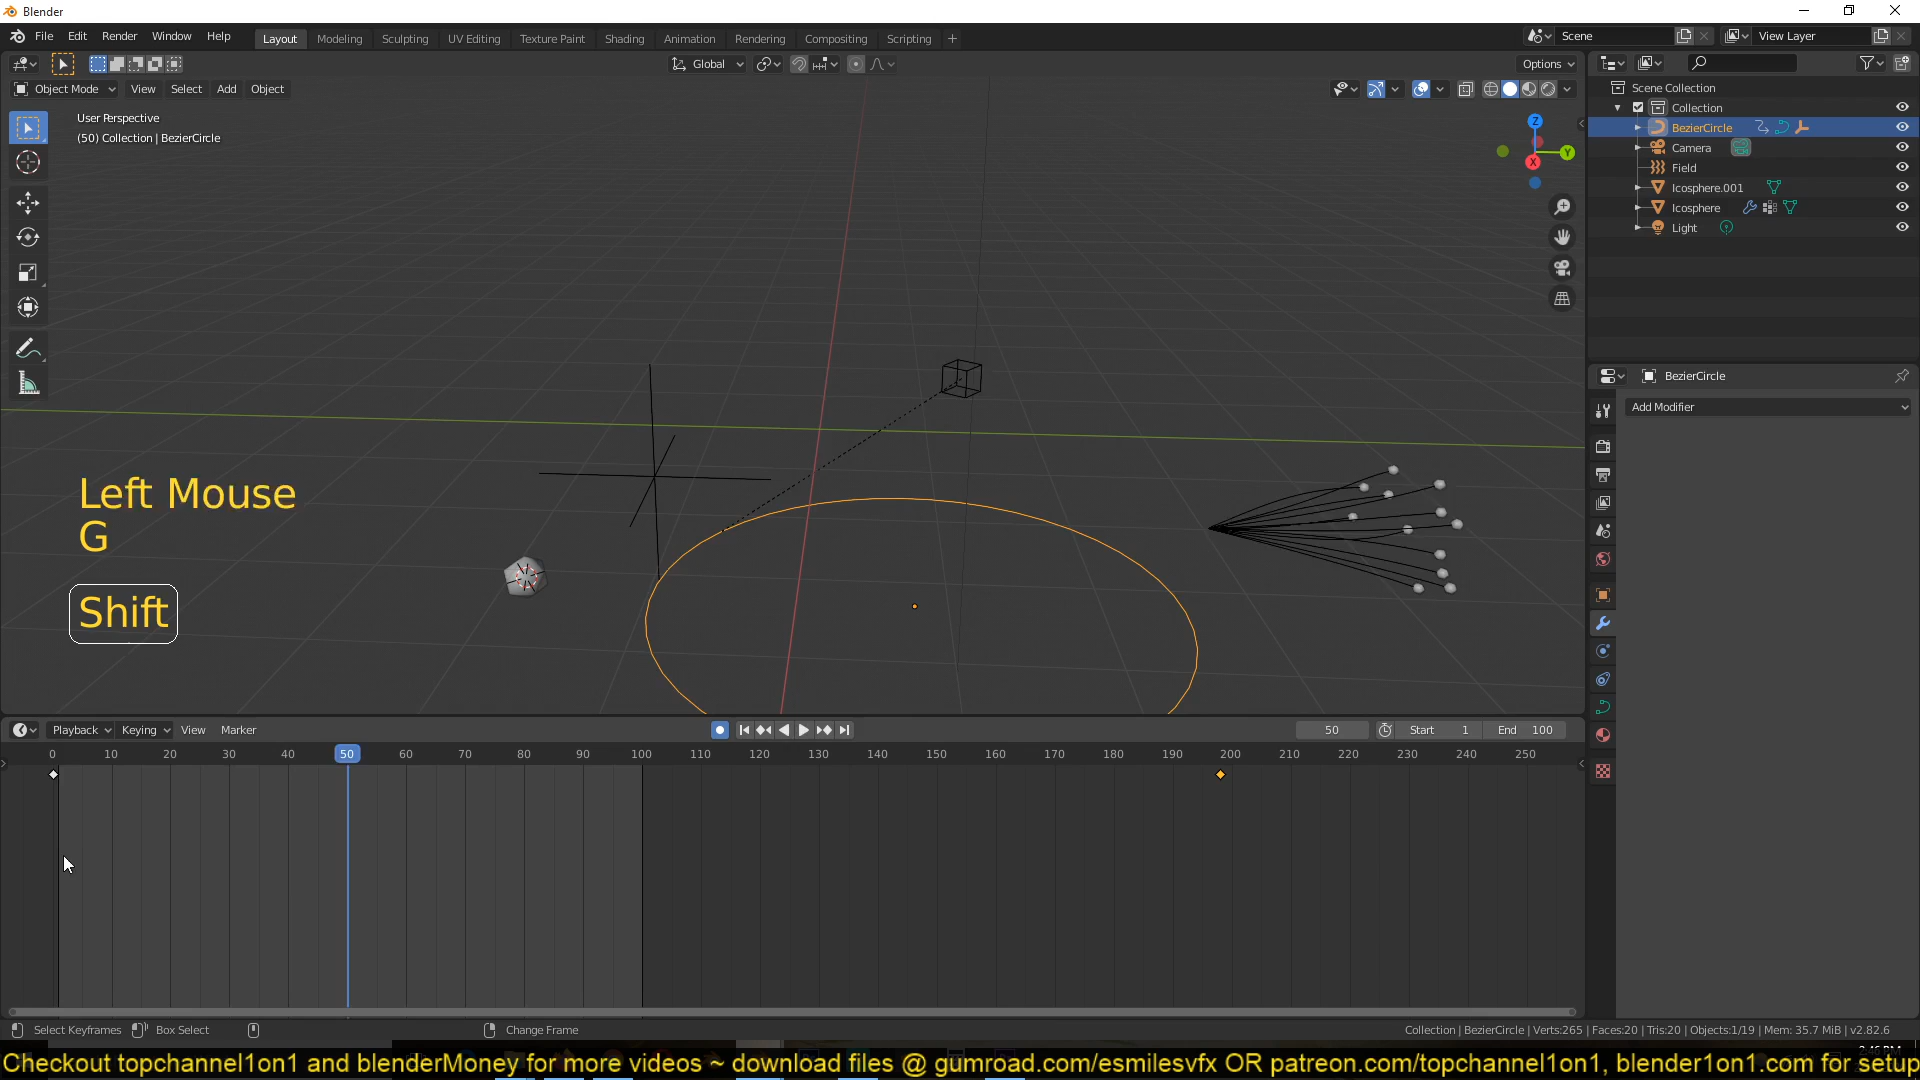 Blender
File Edit Render Window Help
Layout Modeling Sculpting UV Editing Texture Paint Shading Animation Rendering Compositing Scripting +
Scene View Layer
Global Options
Object Mode View Select Add Object
User Perspective
(50) Collection | BezierCircle
Z
Y
X
Scene Collection
Collection
BezierCircle
Camera
Field
Icosphere.001
Icosphere
Light
BezierCircle
Add Modifier
Left Mouse
G
Shift
Playback Keying View Marker 50 Start 1 End 100
0 10 20 30 40 50 60 70 80 90 100 110 120 130 140 150 160 170 180 190 200 210 220 230 240 250
Select Keyframes Box Select Change Frame Collection | BezierCircle | Verts:265 | Faces:20 | Tris:20 | Objects:1/19 | Mem: 35.7 MiB | v2.82.6
Checkout topchannel1on1 and blenderMoney for more videos ~ download files @ gumroad.com/esmilesvfx OR patreon.com/topchannel1on1, blender1on1.com for setup